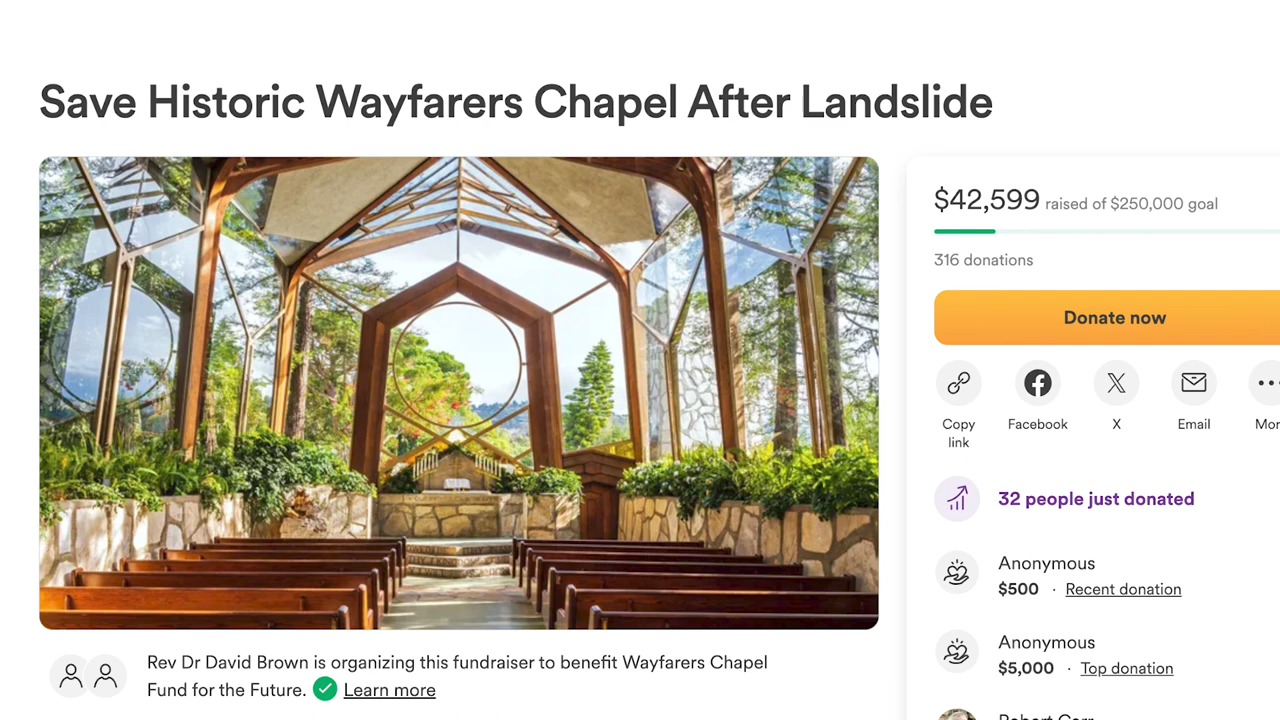 Save Historic Wayfarers Chapel After Landslide
$42,599 raised of $250,000 goal
316 donations
Donate now
Copy
link
Facebook
X
Email
Mor
32 people just donated
Anonymous
$500 · Recent donation
Anonymous
$5,000 · Top donation
Rev Dr David Brown is organizing this fundraiser to benefit Wayfarers Chapel
Fund for the Future. Learn more